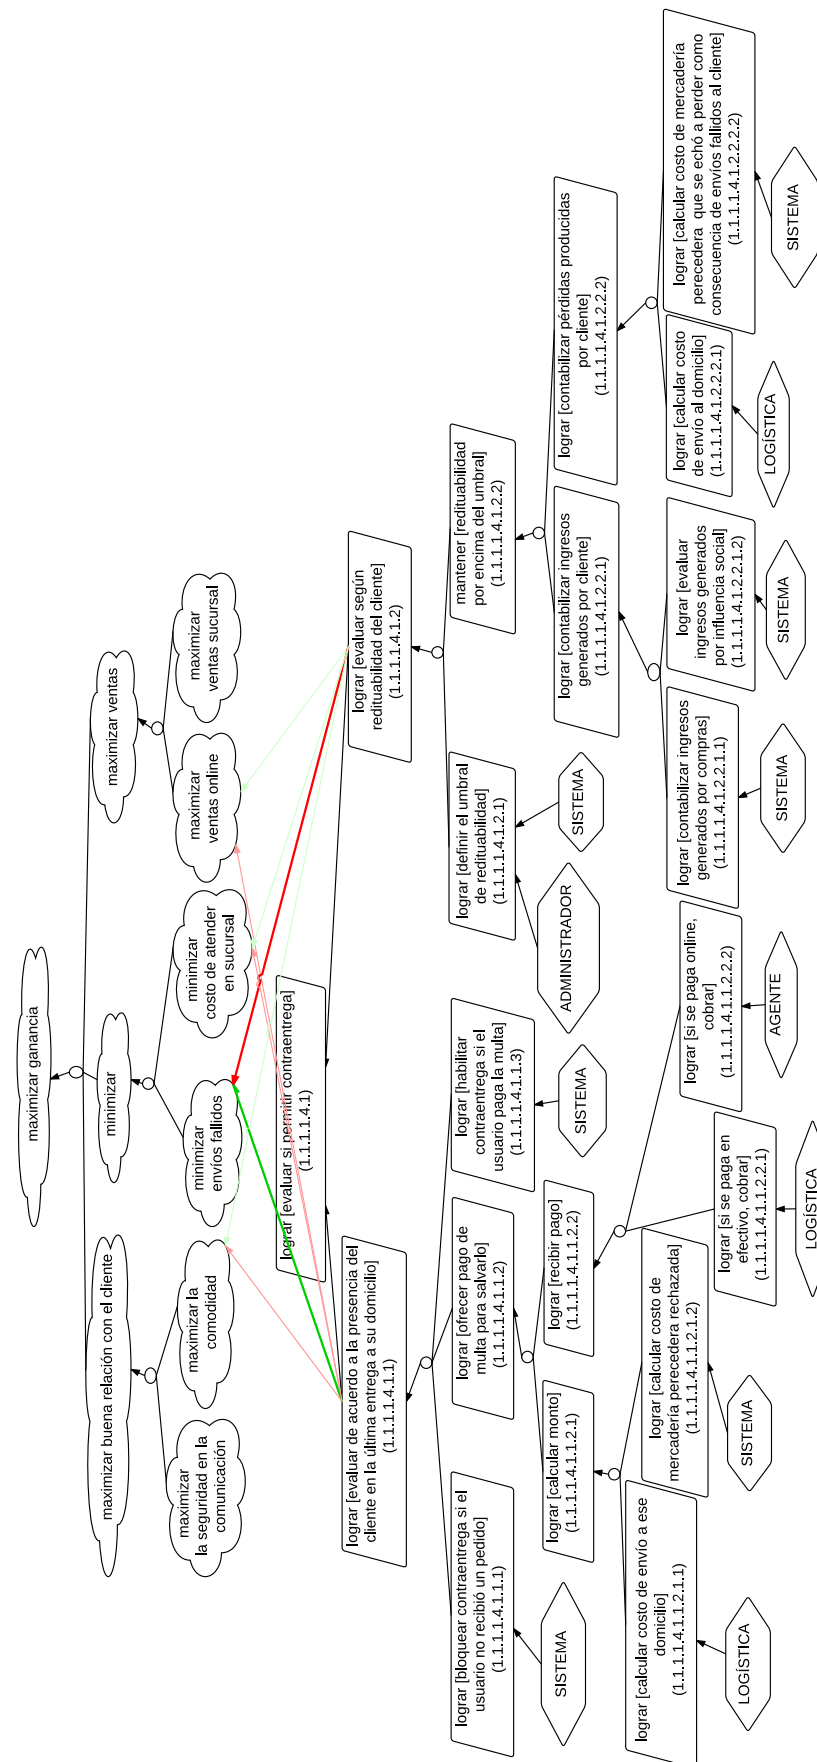 maximizar ganancia
maximizar buena relación con el diente
minimizar
maximizar ventas
maximizar
la seguridad en la
comunicación
maximizar la
comodidad
minimizar
envíos fallidos
minimizar
costo de atender
en sucursal
maximizar
ventas online
maximizar
ventas sucursal
lograr [evaluar si permitir contraentrega]
(1.1.1.1.4.1)
lograr [evaluar de acuerdo a la presencia del
cliente en la última entrega a su domicilio]
(1.1.1.1.4.1.1)
lograr [evaluar según
redituabilidad del cliente]
(1.1.1.1.4.1.2)
lograr [bloquear contraentrega si el
usuario no recibió un pedido]
(1.1.1.1.4.1.1.1)
lograr [ofrecer pago de
multa para salvarlo]
(1.1.1.1.4.1.1.2)
lograr [habilitar
contraentrega si el
usuario paga la multa]
(1.1.1.1.4.1.1.3)
lograr [definir el umbral
de redituabilidad]
(1.1.1.1.4.1.2.1)
mantener [redituabilidad
por encima del umbral]
(1.1.1.1.4.1.2.2)
SISTEMA
lograr [calcular monto]
(1.1.1.1.4.1.1.2.1)
lograr [recibir pago]
(1.1.1.1.4.1.1.2.2)
SISTEMA
ADMINISTRADOR
SISTEMA
lograr [contabilizar ingresos
generados por cliente]
(1.1.1.1.4.1.2.2.1)
lograr [contabilizar pérdidas producidas
por cliente]
(1.1.1.1.4.1.2.2.2)
lograr [calcular costo de envío a ese
domicilio]
(1.1.1.1.4.1.1.2.1.1)
lograr [calcular costo de
mercadería perecedera rechazada]
(1.1.1.1.4.1.1.2.1.2)
lograr [si se paga en
efectivo, cobrar]
(1.1.1.1.4.1.1.2.2.1)
lograr [si se paga online,
cobrar]
(1.1.1.1.4.1.1.2.2.2)
lograr [contabilizar ingresos
generados por compras]
(1.1.1.1.4.1.2.2.1.1)
lograr [evaluar
ingresos generados
por influencia social]
(1.1.1.1.4.1.2.2.1.2)
lograr [calcular costo
de envío al domicilio]
(1.1.1.1.4.1.2.2.2.1)
lograr [calcular costo de mercadería
perecedera que se echó a perder como
consecuencia de envíos fallidos al cliente]
(1.1.1.1.4.1.2.2.2.2)
LOGÍSTICA
SISTEMA
LOGÍSTICA
AGENTE
SISTEMA
SISTEMA
LOGÍSTICA
SISTEMA